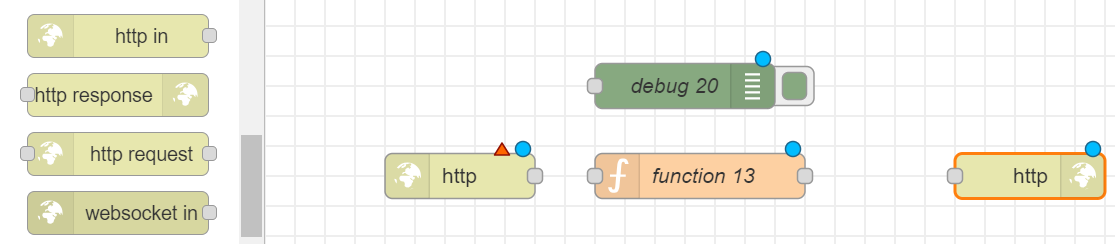 http in
http response
http request
websocket in
debug 20
http
function 13
http